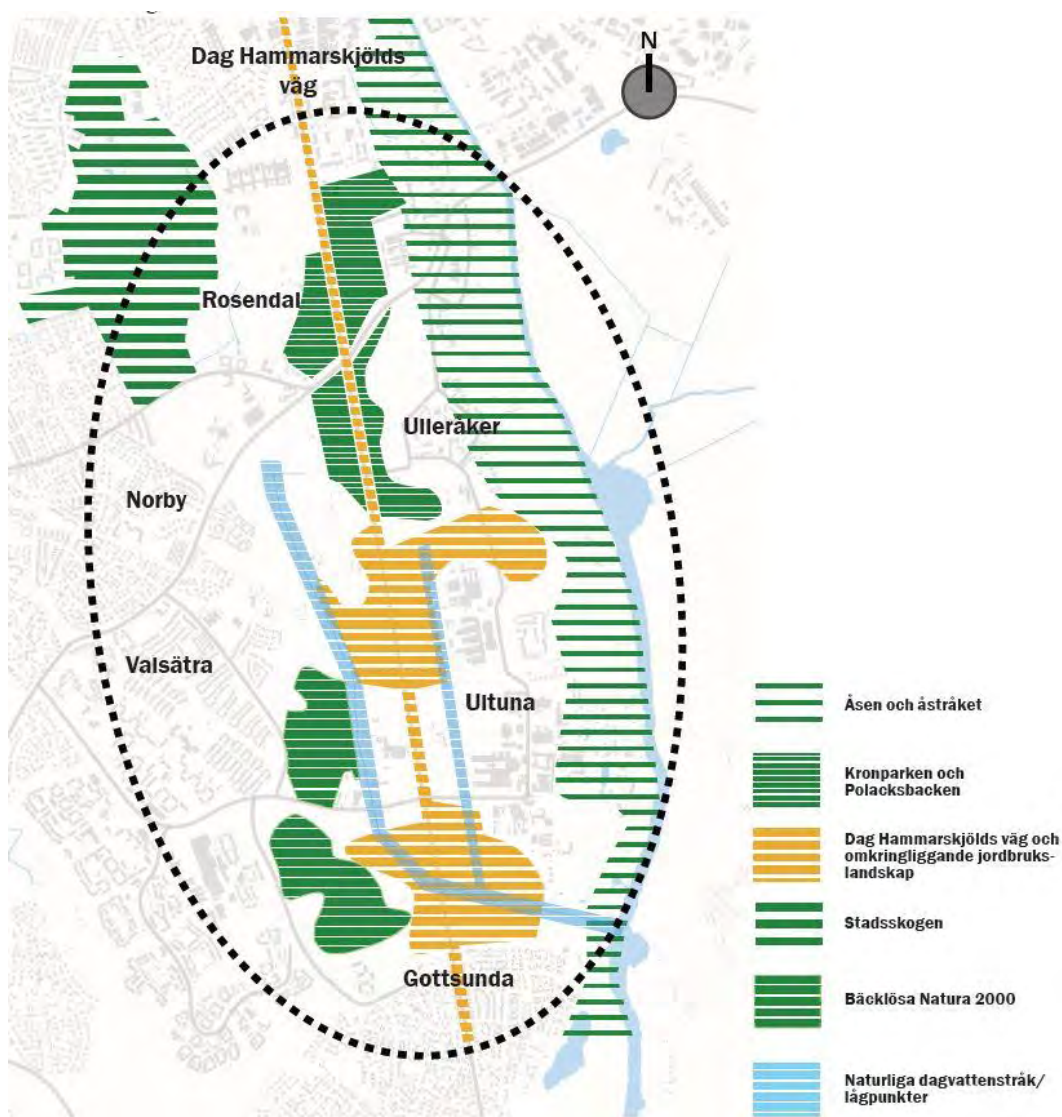 Dag Hammarskjölds
väg
N
Rosendal
Ulleråker
Norby
Valsätra
Ultuna
Gottsunda
Åsen och åstråket
Kronparken och
Polacksbacken
Dag Hammarskjölds väg och
omkringliggande jordbruks-
landskap
Stadsskogen
Bäcklösa Natura 2000
Naturliga dagvattenstråk/
lågpunkter